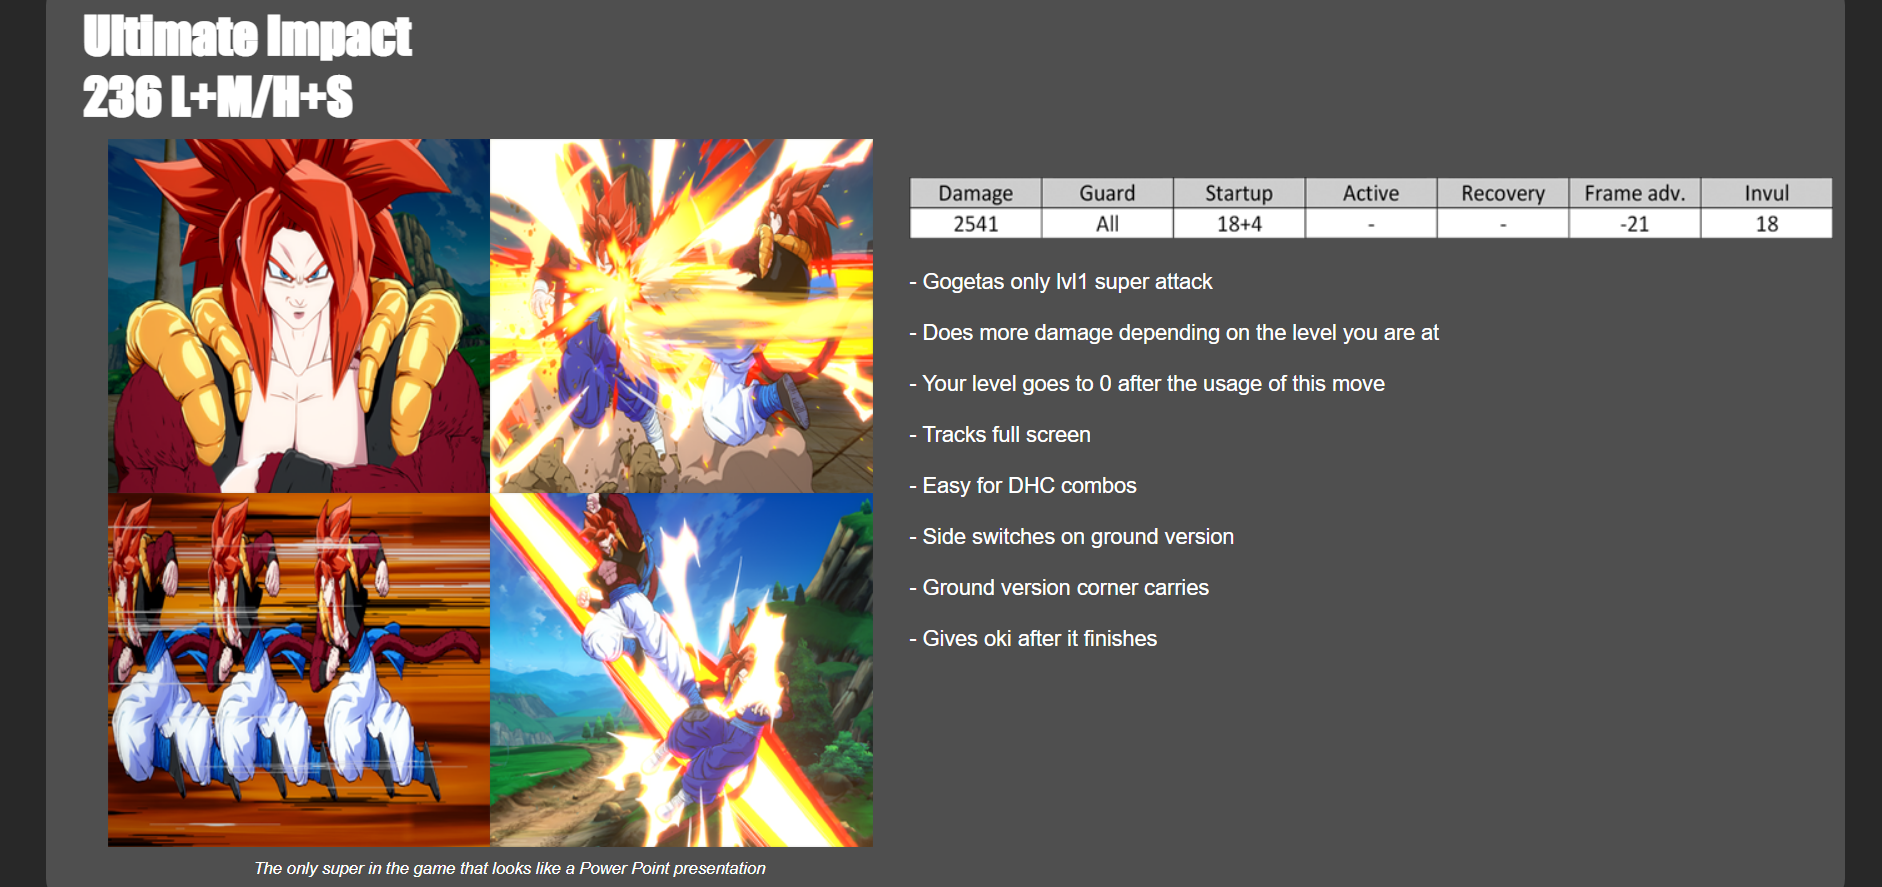 Ultimate Impact
236 L+M/H+S
Damage Guard Startup Active Recovery Frame adv. Invul
2541 All 18+4 - - -21 18
- Gogetas only lvl1 super attack
- Does more damage depending on the level you are at
- Your level goes to 0 after the usage of this move
- Tracks full screen
- Easy for DHC combos
- Side switches on ground version
- Ground version corner carries
- Gives oki after it finishes
The only super in the game that looks like a Power Point presentation